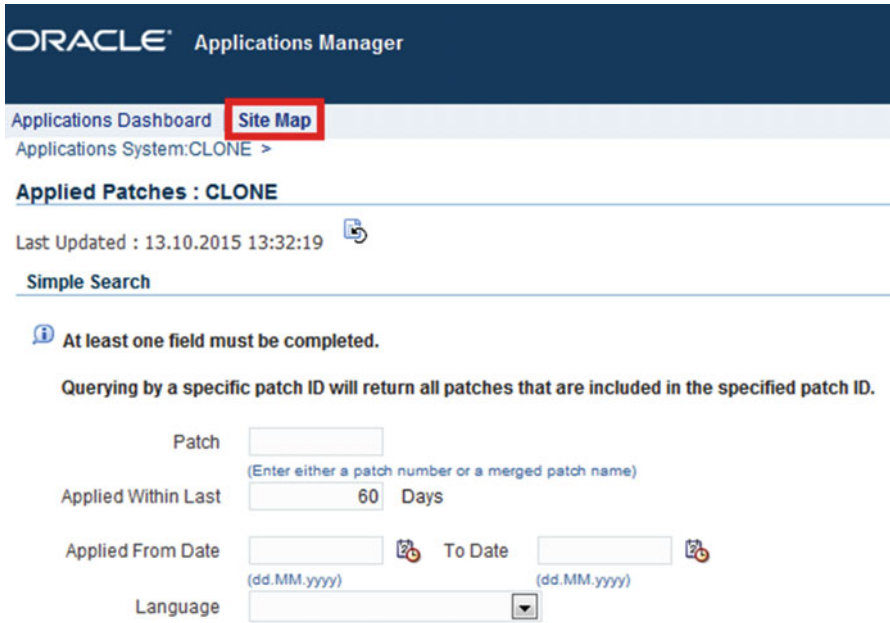 ORACLE Applications Manager
Applications Dashboard Site Map
Applications System:CLONE >
Applied Patches : CLONE
Last Updated : 13.10.2015 13:32:19
Simple Search
At least one field must be completed.
Querying by a specific patch ID will return all patches that are included in the specified patch ID.
Patch
(Enter either a patch number or a merged patch name)
Applied Within Last 60 Days
Applied From Date To Date
(dd.MM.yyyy) (dd.MM.yyyy)
Language